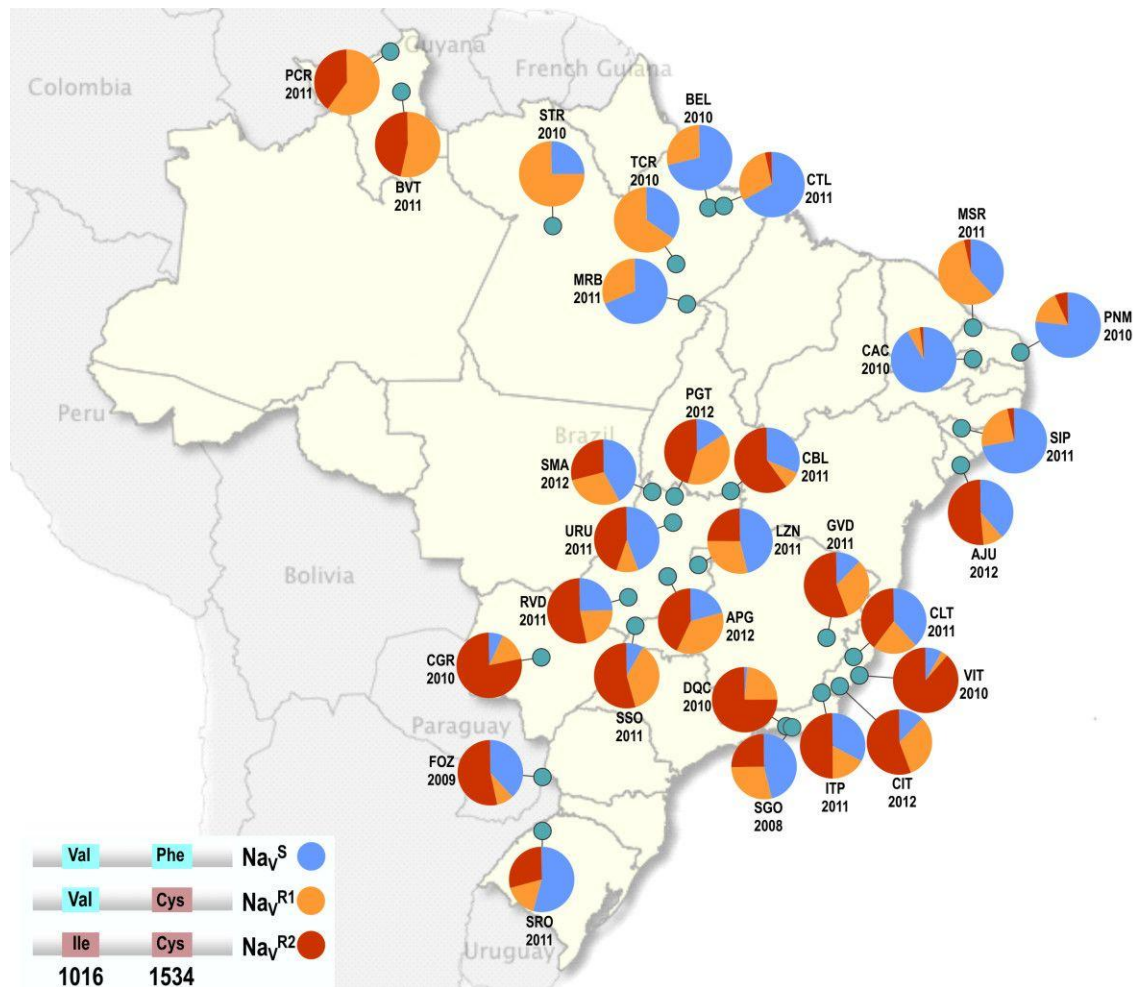 Guyana
French Guiana
Colombia
PCR
2011
BVT
2011
STR
2010
BEL
2010
TCR
2010
CTL
2011
MRB
2011
MSR
2011
PNM
2010
CAC
2010
Peru
Brazil
PGT
2012
CBL
2011
SIP
2011
SMA
2012
AJU
2012
URU
2011
LZN
2011
GVD
2011
Bolivia
RVD
2011
APG
2012
CLT
2011
CGR
2010
SSO
2011
DQC
2010
VIT
2010
Paraguay
FOZ
2009
SGO
2008
ITP
2011
CIT
2012
SRO
2011
Uruguay
Val Phe NaVS
Val Cys NaVR1
Ile Cys NaVR2
1016 1534